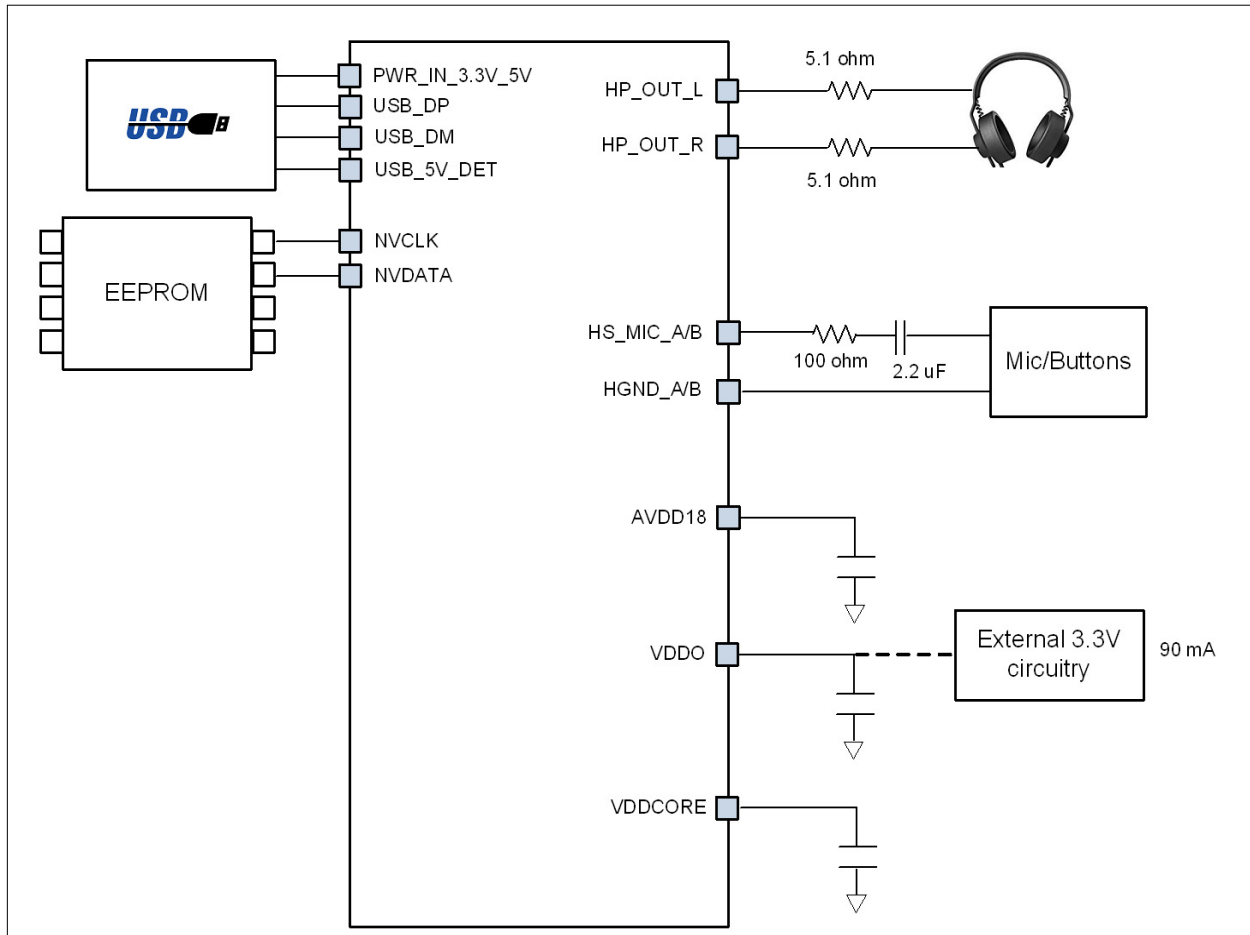 USB
PWR_IN_3.3V_5V
USB_DP
USB_DM
USB_5V_DET
EEPROM
NVCLK
NVDATA
HP_OUT_L
5.1 ohm
HP_OUT_R
5.1 ohm
HS_MIC_A/B
100 ohm
2.2 uF
HGND_A/B
Mic/Buttons
AVDD18
VDDO
External 3.3V
circuitry
90 mA
VDDCORE